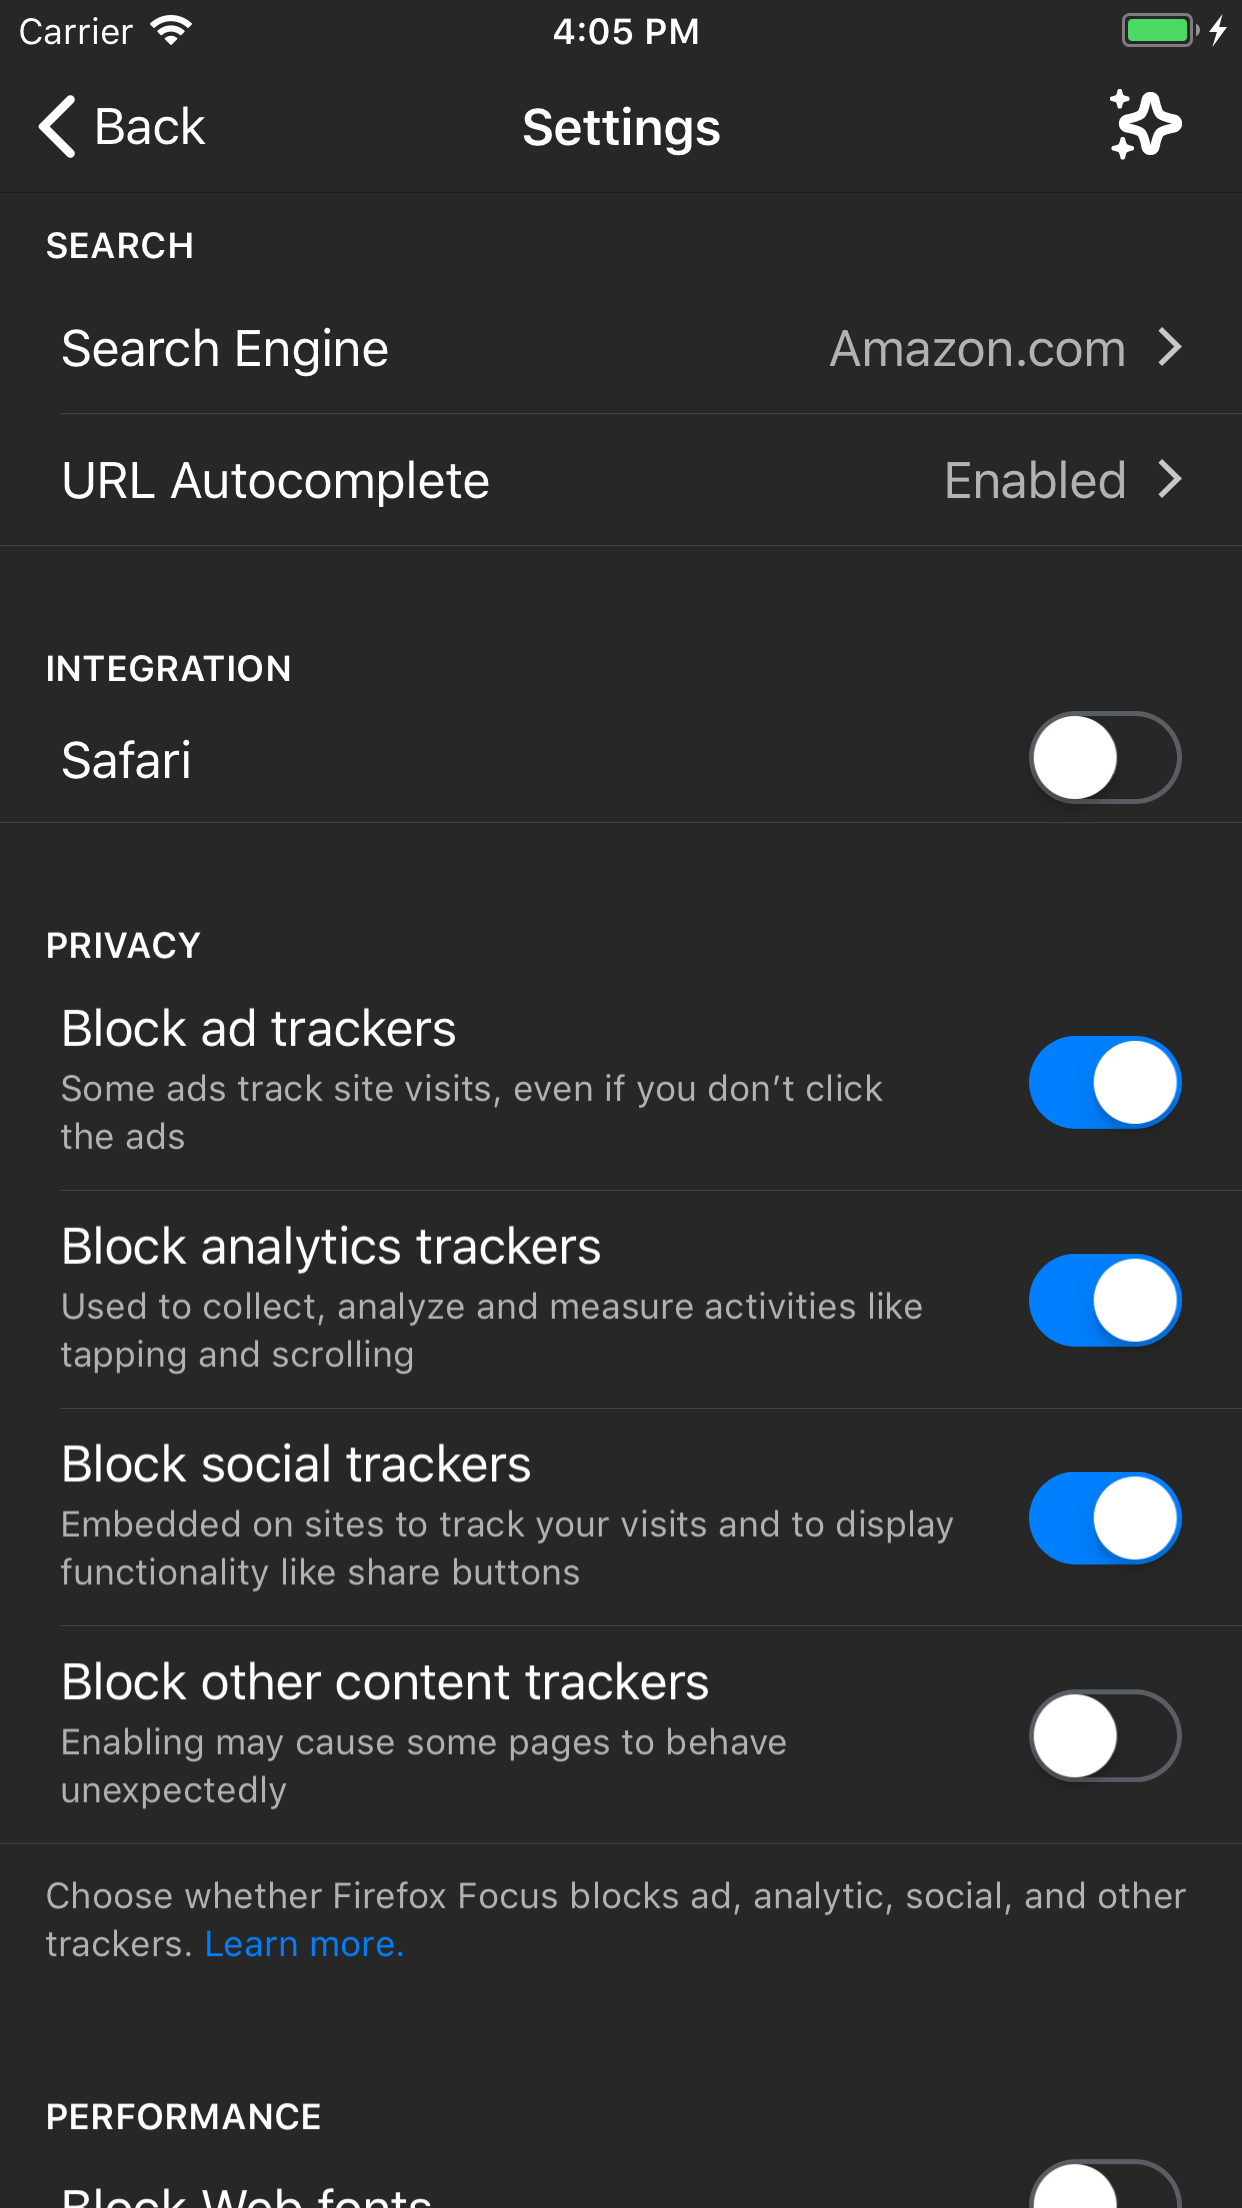 Carrier 4:05 PM
Back Settings
SEARCH
Search Engine Amazon.com
URL Autocomplete Enabled
INTEGRATION
Safari
PRIVACY
Block ad trackers
Some ads track site visits, even if you don’t click
the ads
Block analytics trackers
Used to collect, analyze and measure activities like
tapping and scrolling
Block social trackers
Embedded on sites to track your visits and to display
functionality like share buttons
Block other content trackers
Enabling may cause some pages to behave
unexpectedly
Choose whether Firefox Focus blocks ad, analytic, social, and other
trackers. Learn more.
PERFORMANCE
Block Web fonts